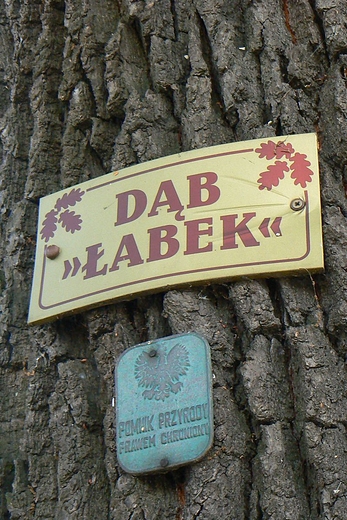 DĄB
»ŁABEK«
POMNIK PRZYRODY
PRAWEM CHRONIONY